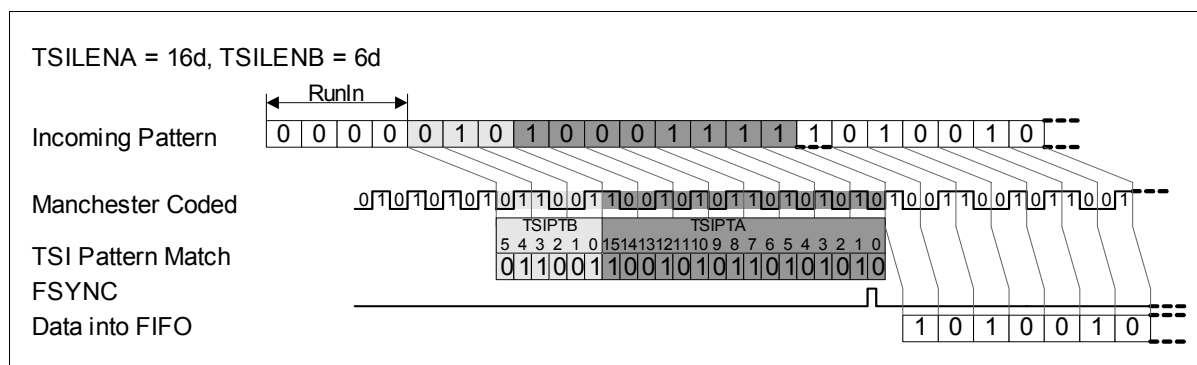 TSILENA = 16d, TSILENB = 6d
RunIn
Incoming Pattern 0 0 0 0 0 1 0 1 0 0 0 1 1 1 1 1 0 1 0 0 1 0
Manchester Coded 0 1 0 1 0 1 0 1 0 1 1 0 0 1 1 0 0 1 0 1 0 1 1 0 1 0 1 0 1 0 1 0 0 1 1 0 0 1 0 1 1 0 0 1
TSIPTB TSIPTA
5 4 3 2 1 0 15 14 13 12 11 10 9 8 7 6 5 4 3 2 1 0
TSI Pattern Match 0 1 1 0 0 1 1 0 0 1 0 1 0 1 1 0 1 0 1 0 1 0
FSYNC
Data into FIFO 1 0 1 0 0 1 0